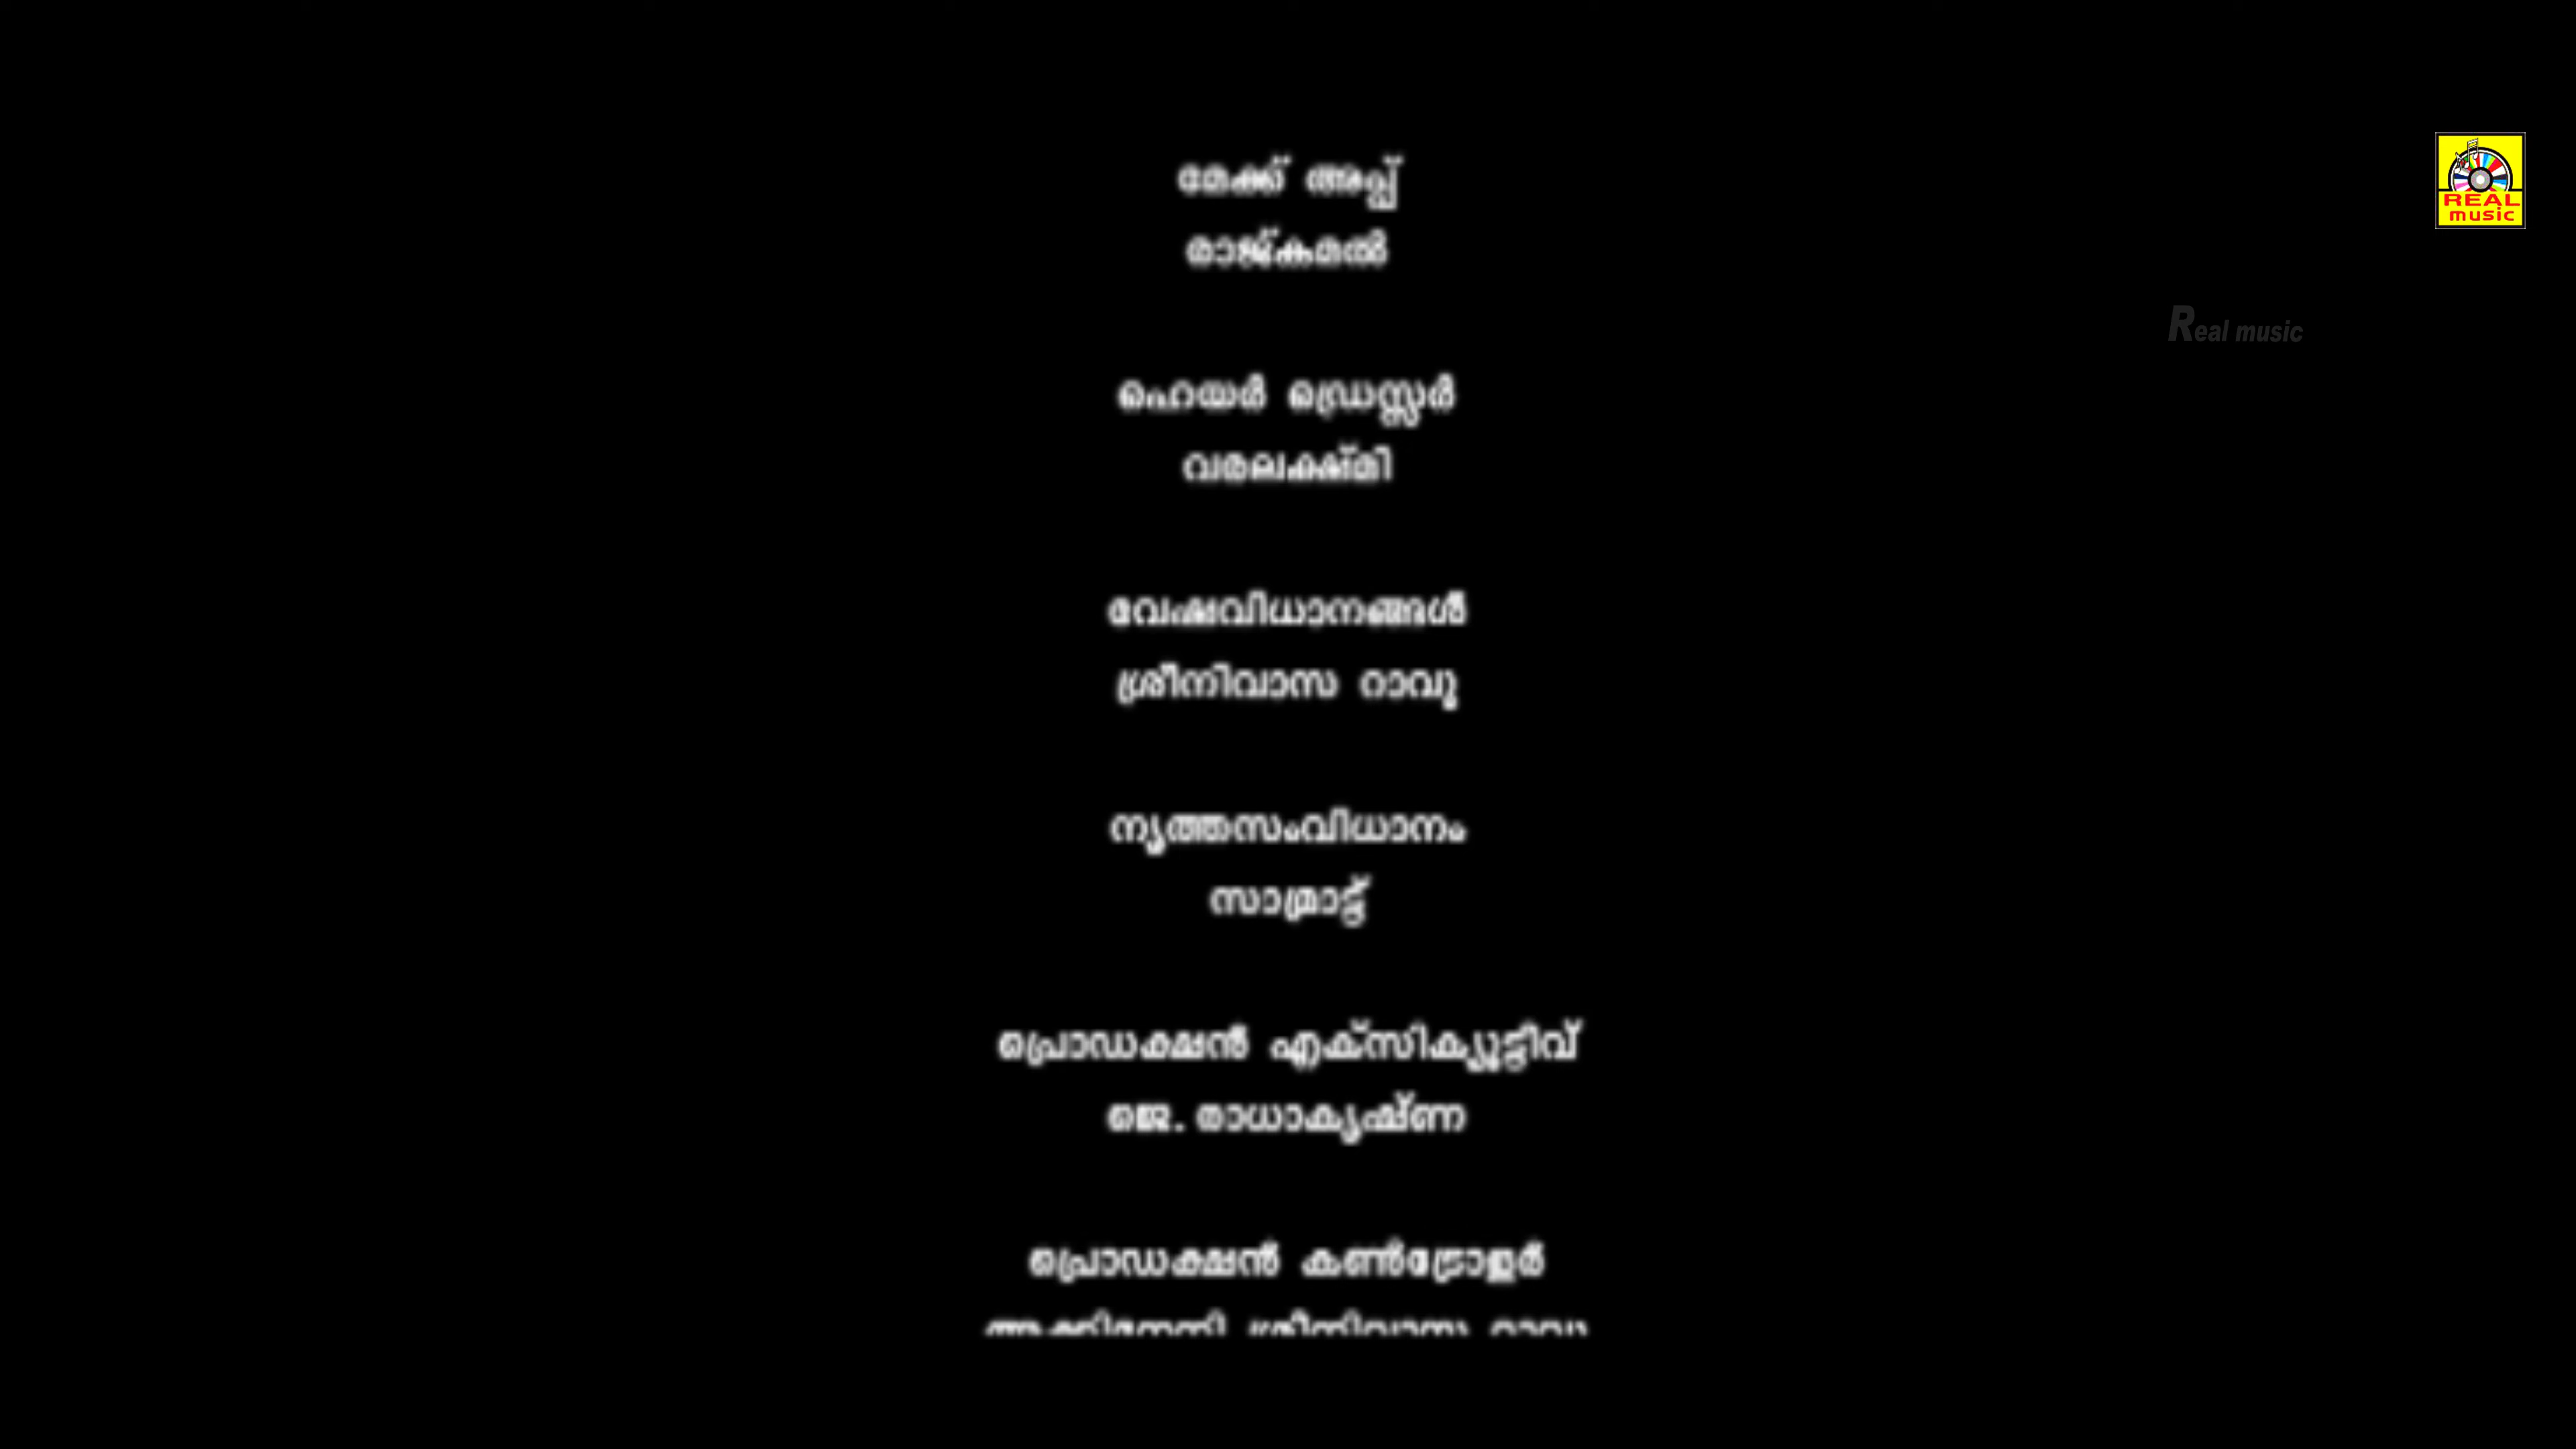 മേക്ക് അപ്പ്
രാജ്കമൽ
REAL
music
Real music
ഹെയർ ഡ്രെസ്സർ
വരലക്ഷ്മി
വേഷവിധാനങ്ങൾ
ശ്രീനിവാസ റാവു
നൃത്തസംവിധാനം
സാമ്രാട്ട്
പ്രൊഡക്ഷൻ എക്സിക്യൂട്ടിവ്
ജെ. രാധാകൃഷ്ണ
പ്രൊഡക്ഷൻ കൺട്രോളർ
ശ്രീനിവാസ റാവു